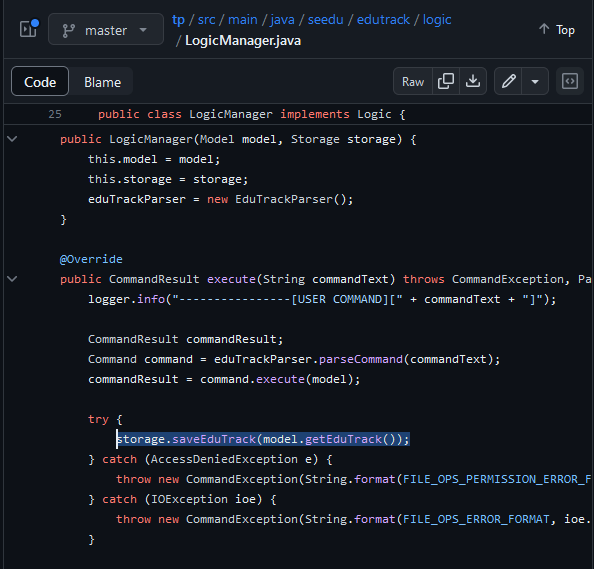 master
tp / src / main / java / seedu / edutrack / logic
/ LogicManager.java
Top
Code
Blame
Raw
25 public class LogicManager implements Logic {
public LogicManager(Model model, Storage storage) {
this.model = model;
this.storage = storage;
eduTrackParser = new EduTrackParser();
}
@Override
public CommandResult execute(String commandText) throws CommandException, Pa
logger.info("----------------[USER COMMAND][" + commandText + "]");
CommandResult commandResult;
Command command = eduTrackParser.parseCommand(commandText);
commandResult = command.execute(model);
try {
storage.saveEduTrack(model.getEduTrack());
} catch (AccessDeniedException e) {
throw new CommandException(String.format(FILE_OPS_PERMISSION_ERROR_F
} catch (IOException ioe) {
throw new CommandException(String.format(FILE_OPS_ERROR_FORMAT, ioe.
}